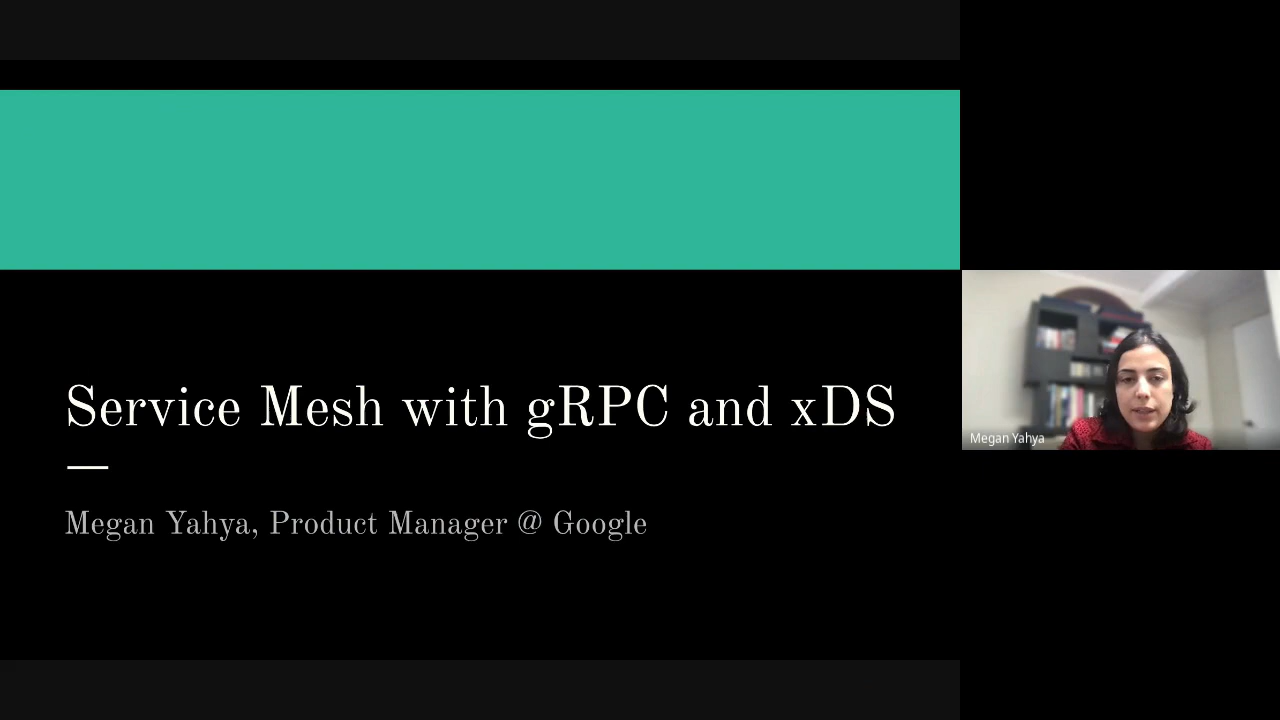 Service Mesh with gRPC and xDS
Megan Yahya, Product Manager @ Google
Megan Yahya